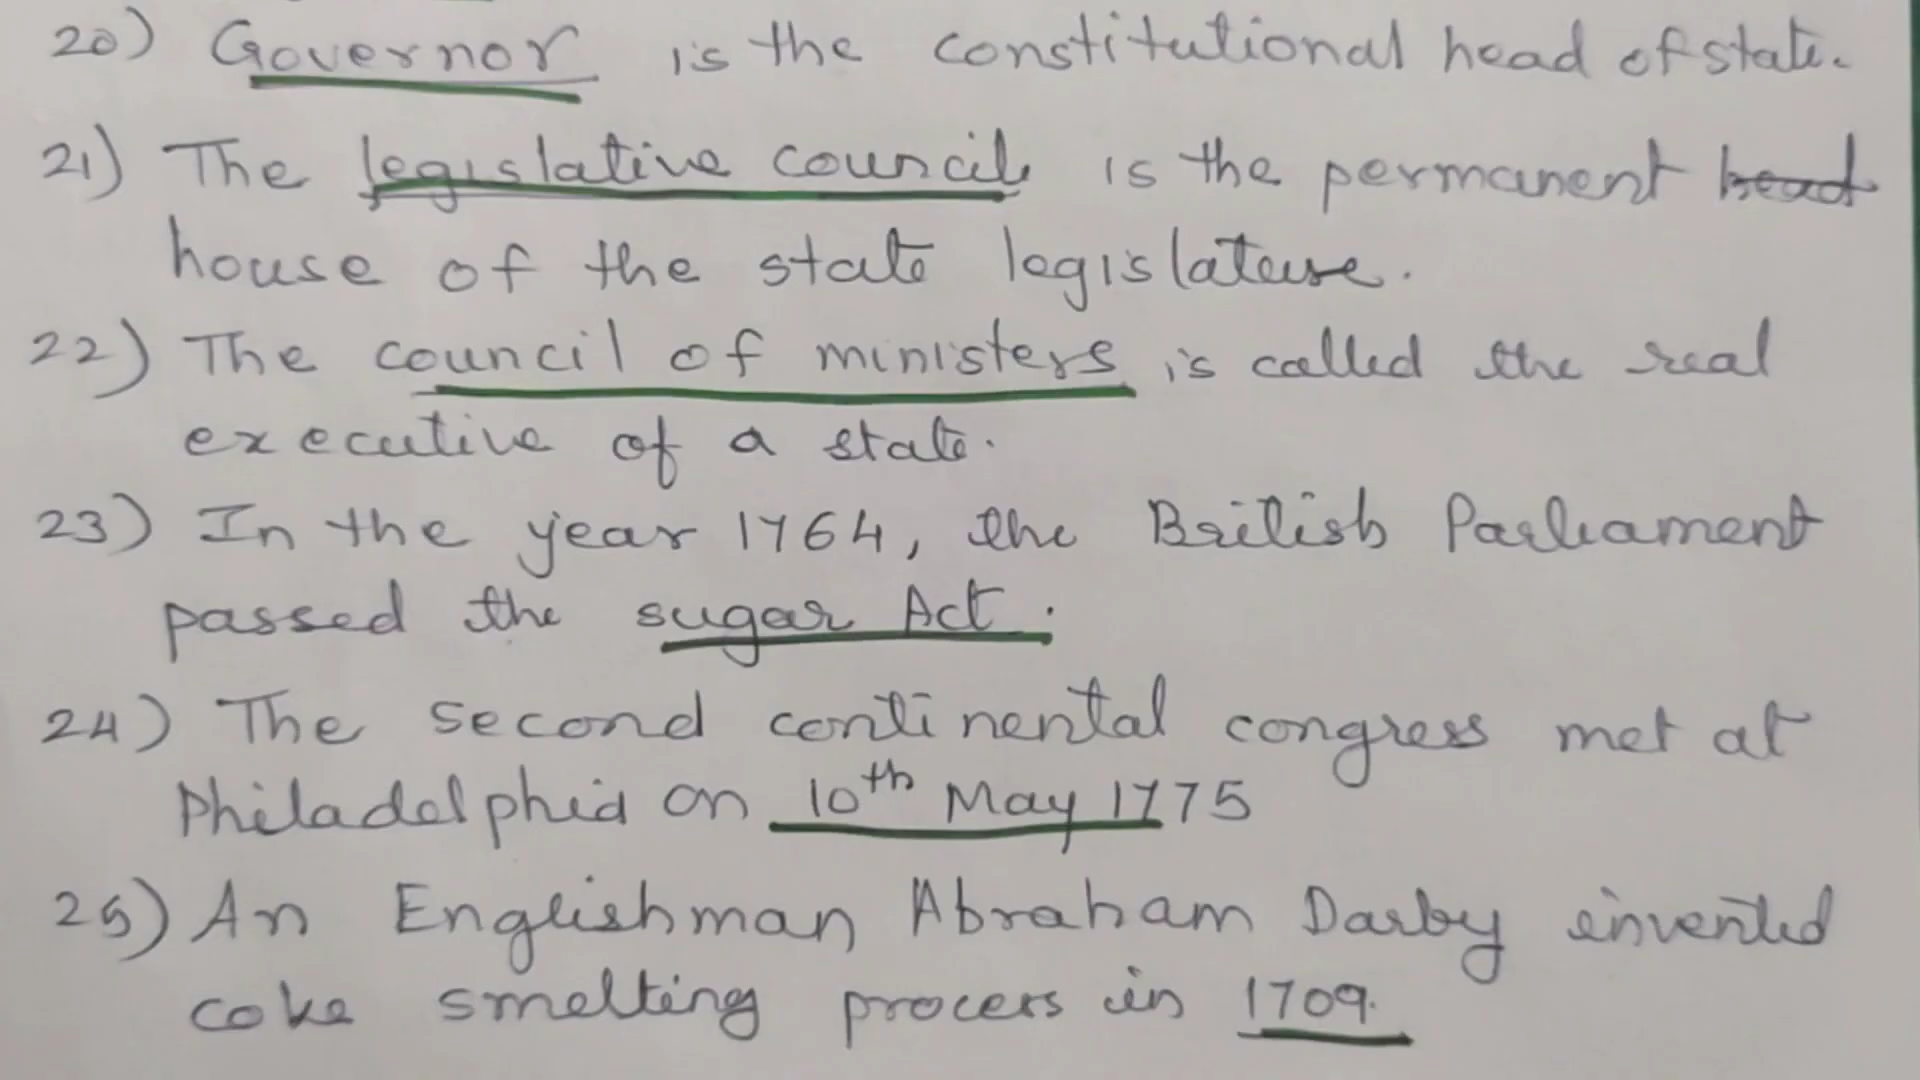 20) Governor is the constitutional head of state.
21) The legislative council is the permanent head
house of the state legislature.
22) The council of ministers is called the real
executive of a state.
23) In the year 1764, the British Parliament
passed the sugar Act.
24) The second continental congress met at
Philadelphia on 10th May 1775
25) An Englishman Abraham Darby invented
coke smelting process in 1709.